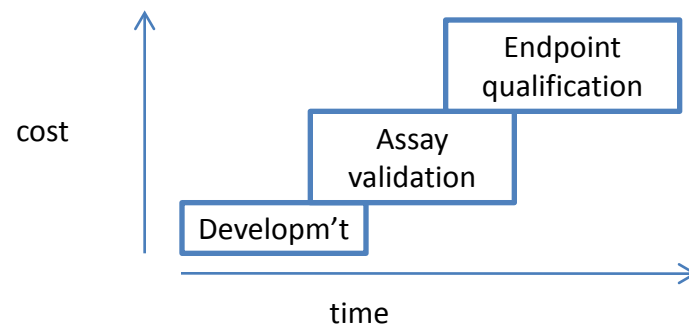 Endpoint
qualification
cost
Assay
validation
Developm’t
time